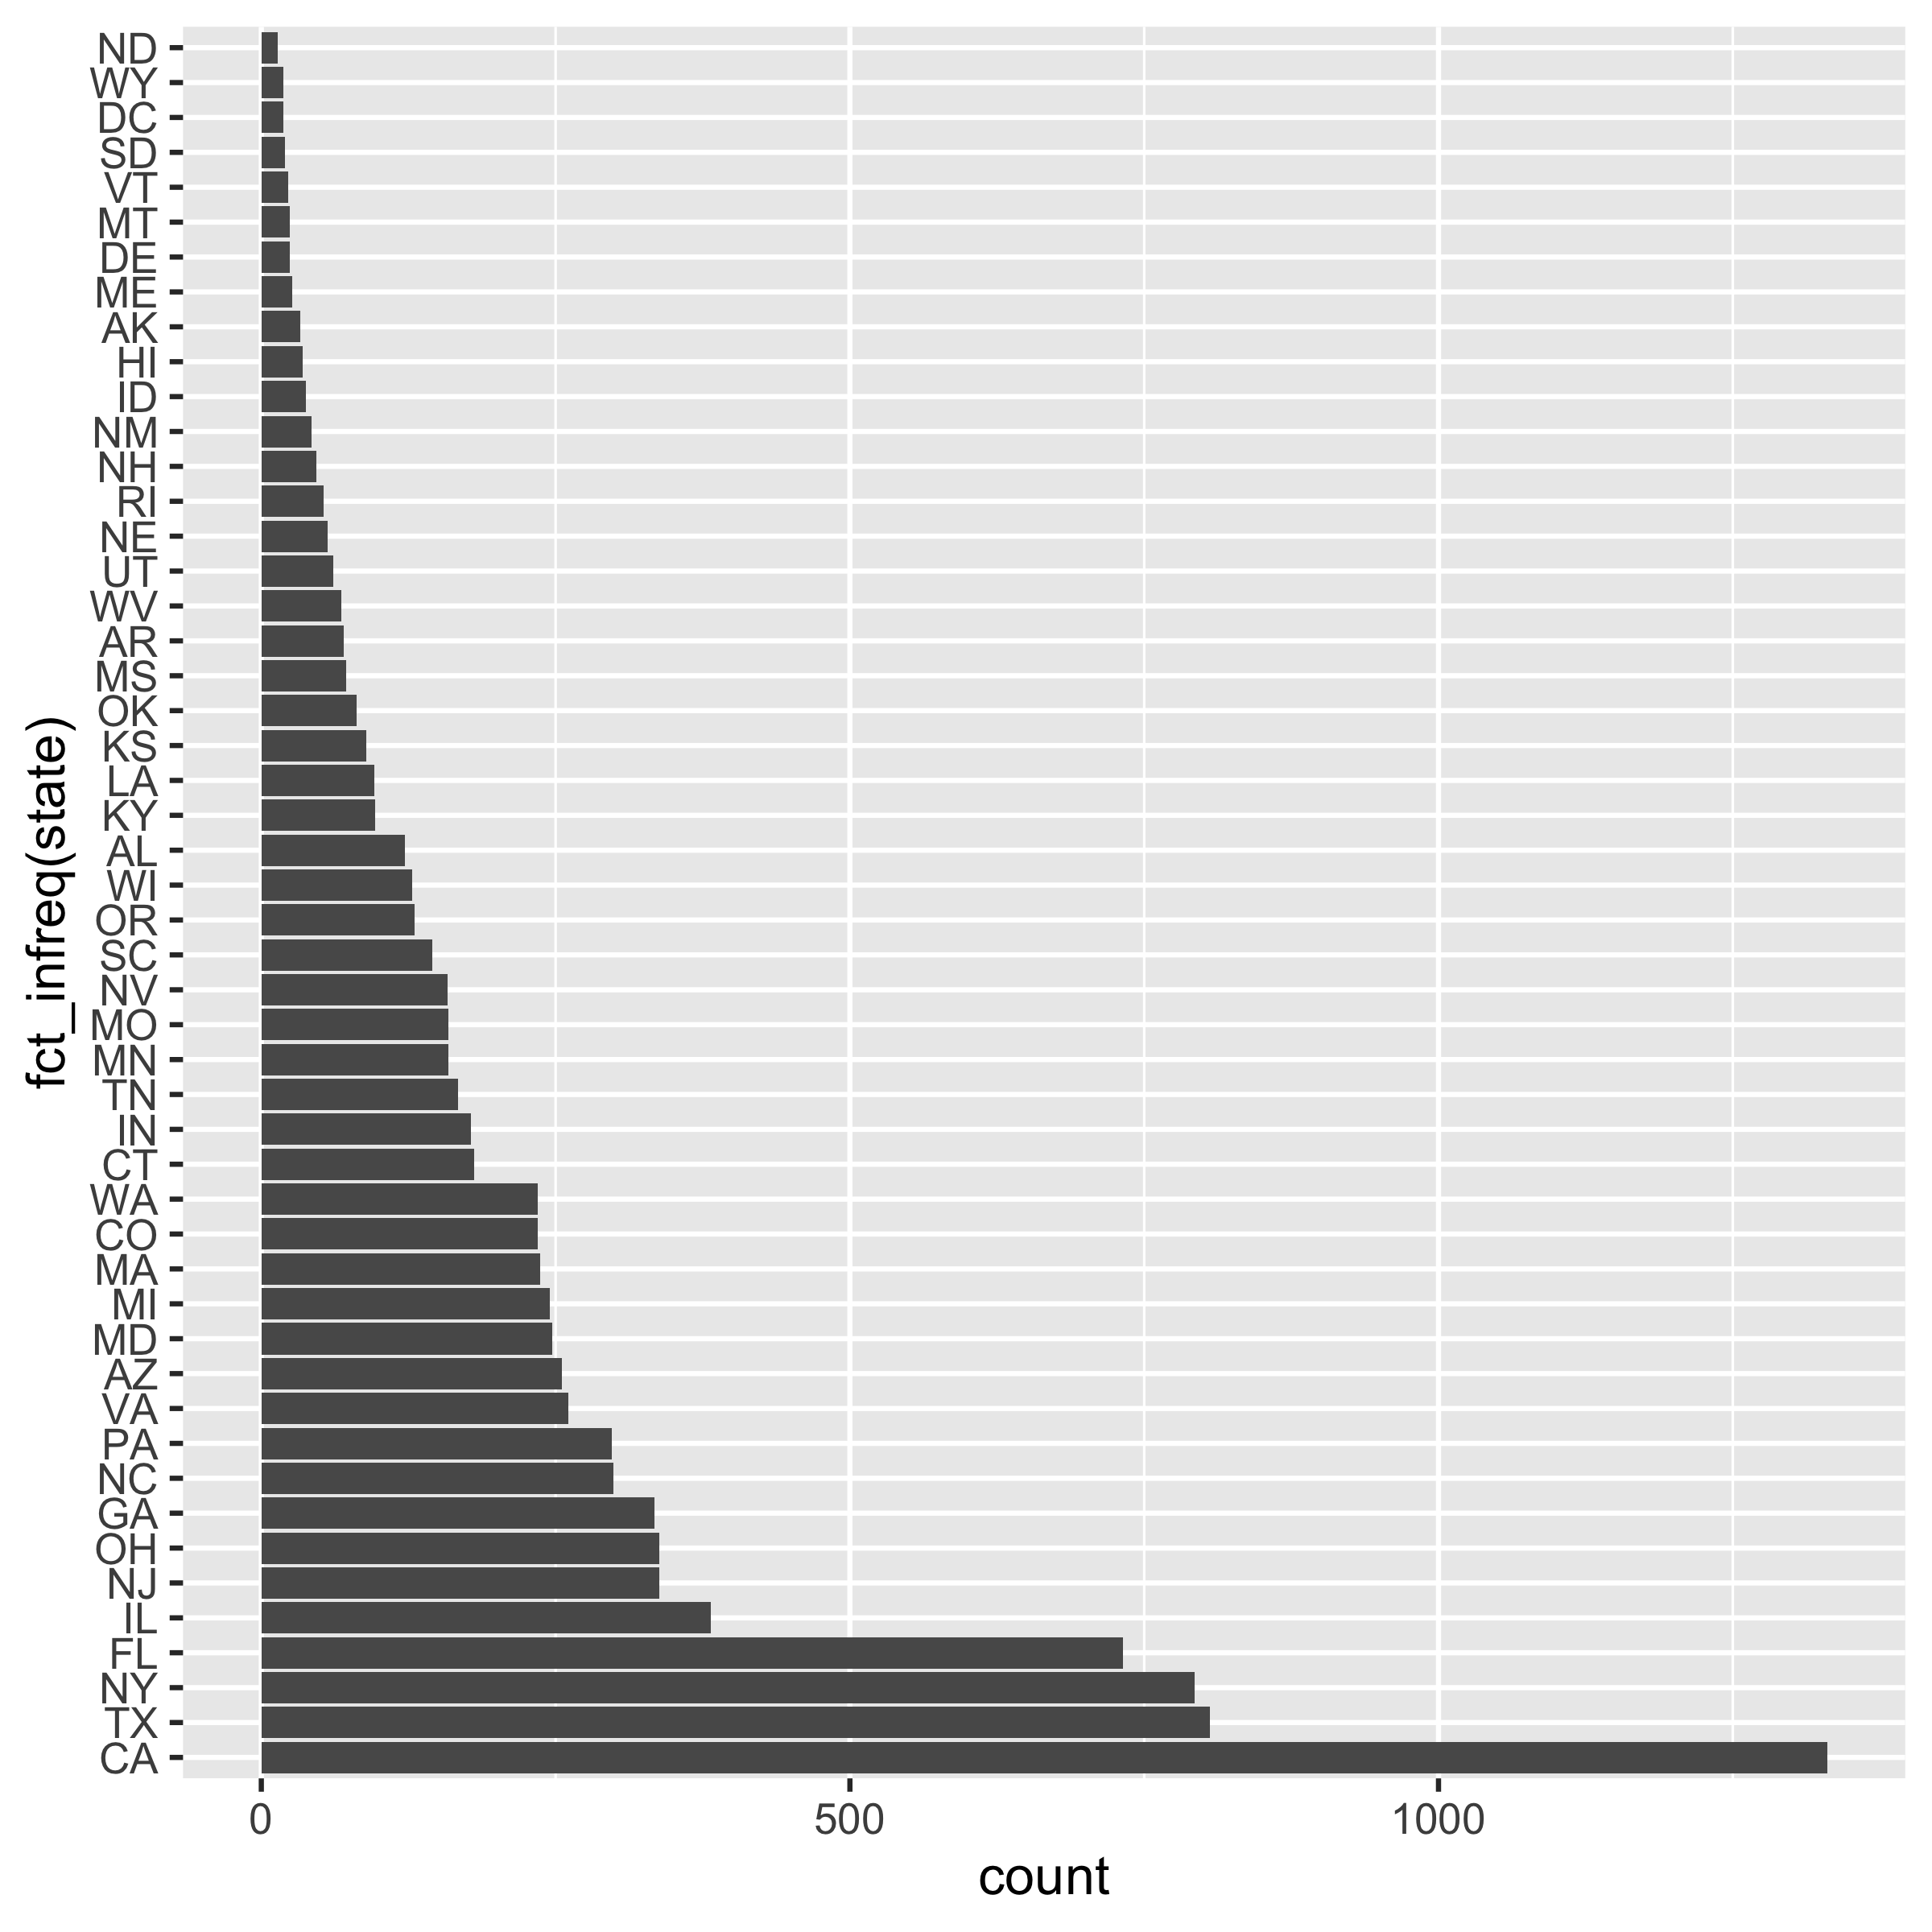 fct_infreq(state)
ND
WY
DC
SD
VT
MT
DE
ME
AK
HI
ID
NM
NH
RI
NE
UT
WV
AR
MS
OK
KS
LA
KY
AL
WI
OR
SC
NV
MO
MN
TN
IN
CT
WA
CO
MA
MI
MD
AZ
VA
PA
NC
GA
OH
NJ
IL
FL
NY
TX
CA
0 500 1000
count